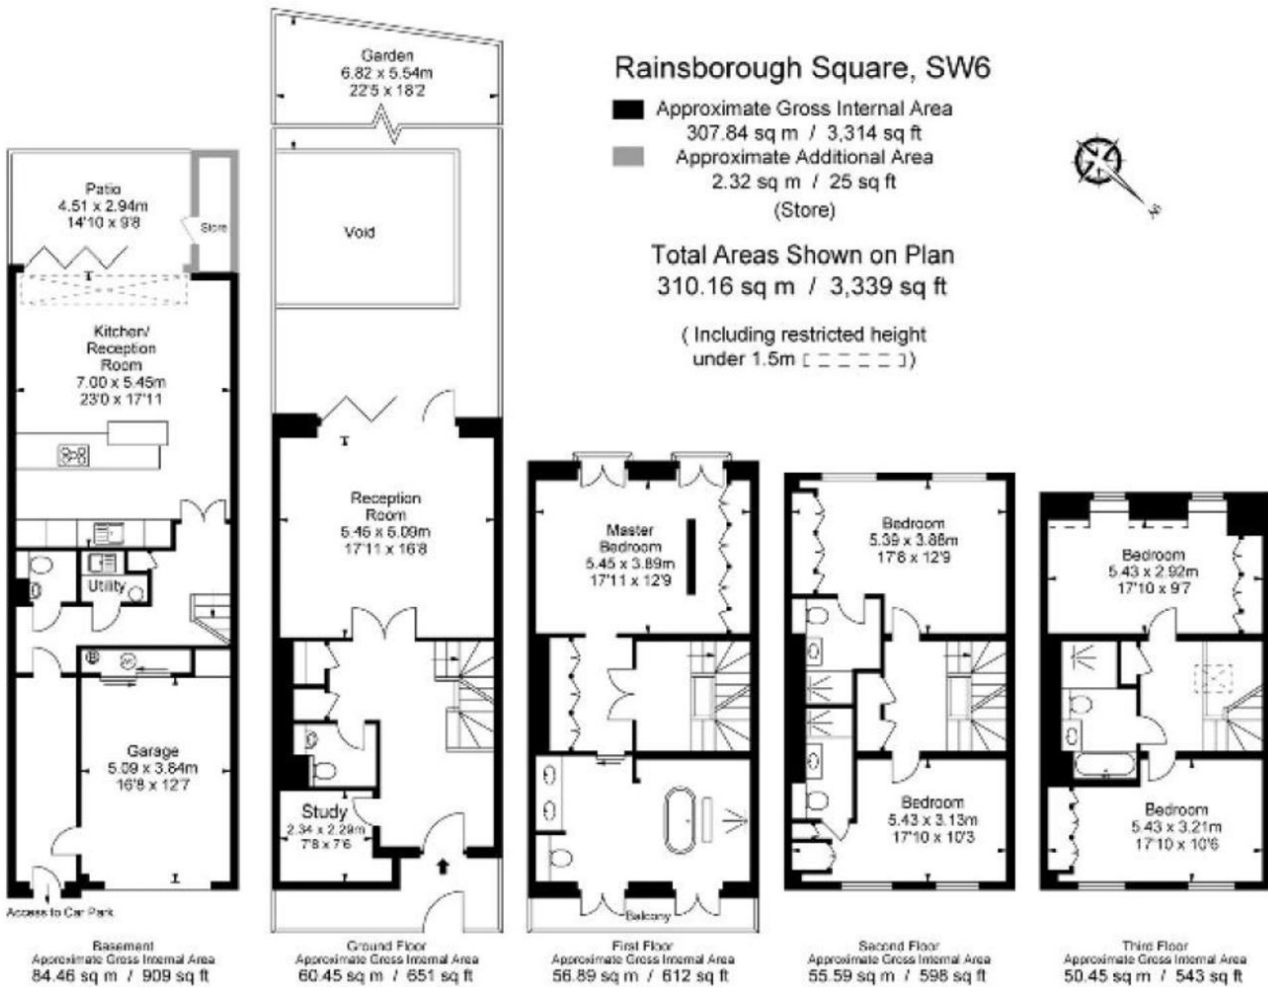 Rainsborough Square, SW6
Approximate Gross Internal Area
307.84 sq m / 3,314 sq ft
Approximate Additional Area
2.32 sq m / 25 sq ft
(Store)
Total Areas Shown on Plan
310.16 sq m / 3,339 sq ft
( Including restricted height
under 1.5m )
Patio
4.51 x 2.94m
14'10 x 9'8
Store
Kitchen/
Reception
Room
7.00 x 5.45m
23'0 x 17'11
Utility
Garage
5.09 x 3.84m
16'8 x 12'7
Access to Car Park
Basement
Approximate Gross Internal Area
84.46 sq m / 909 sq ft
Garden
6.82 x 5.54m
22'5 x 18'2
Void
Reception
Room
5.45 x 5.09m
17'11 x 16'8
Study
2.34 x 2.29m
7'8 x 7'6
Ground Floor
Approximate Gross Internal Area
60.45 sq m / 651 sq ft
Master
Bedroom
5.45 x 3.89m
17'11 x 12'9
Balcony
First Floor
Approximate Gross Internal Area
56.89 sq m / 612 sq ft
Bedroom
5.39 x 3.88m
17'8 x 12'9
Bedroom
5.43 x 3.13m
17'10 x 10'3
Second Floor
Approximate Gross Internal Area
55.59 sq m / 598 sq ft
Bedroom
5.43 x 2.92m
17'10 x 9'7
Bedroom
5.43 x 3.21m
17'10 x 10'6
Third Floor
Approximate Gross Internal Area
50.45 sq m / 543 sq ft